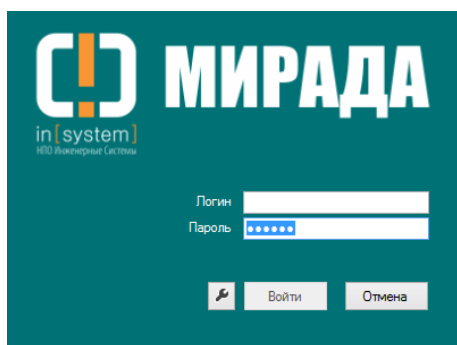 МИРАДА
in[system]
НПО Инженерные Системы
Логин
Пароль
Войти
Отмена